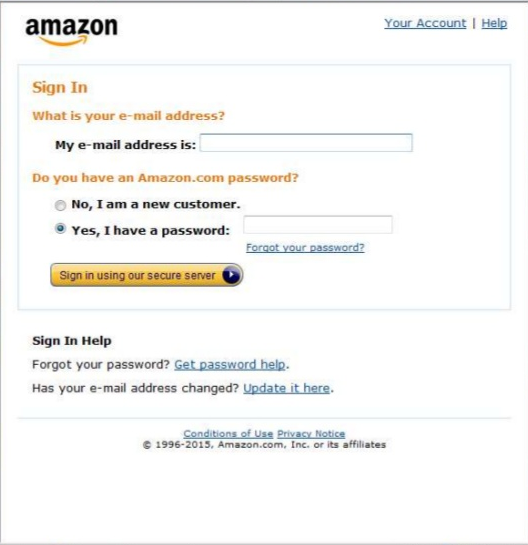 amazon
Your Account | Help
Sign In
What is your e-mail address?
My e-mail address is:
Do you have an Amazon.com password?
No, I am a new customer.
Yes, I have a password:
Forgot your password?
Sign in using our secure server
Sign In Help
Forgot your password? Get password help.
Has your e-mail address changed? Update it here.
Conditions of Use Privacy Notice
© 1996-2015, Amazon.com, Inc. or its affiliates